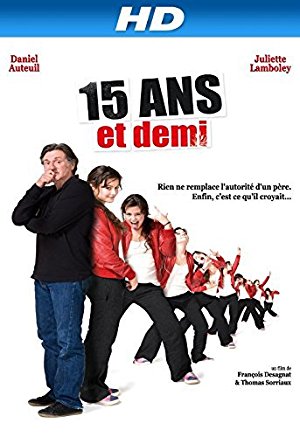 HD
Daniel
Auteuil
Juliette
Lamboley
15 ANS
et demi
Rien ne remplace l'autorité d'un père.
Enfin, c'est ce qu'il croyait...
un film de
François Desagnat
& Thomas Sorriaux